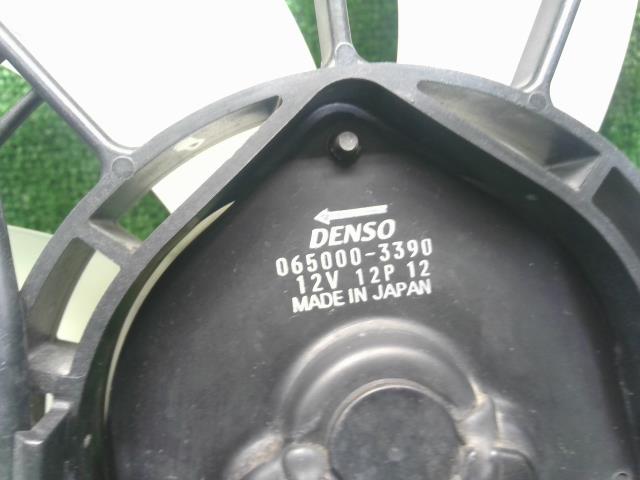 DENSO
065000-3390
12V 12P 12
MADE IN JAPAN